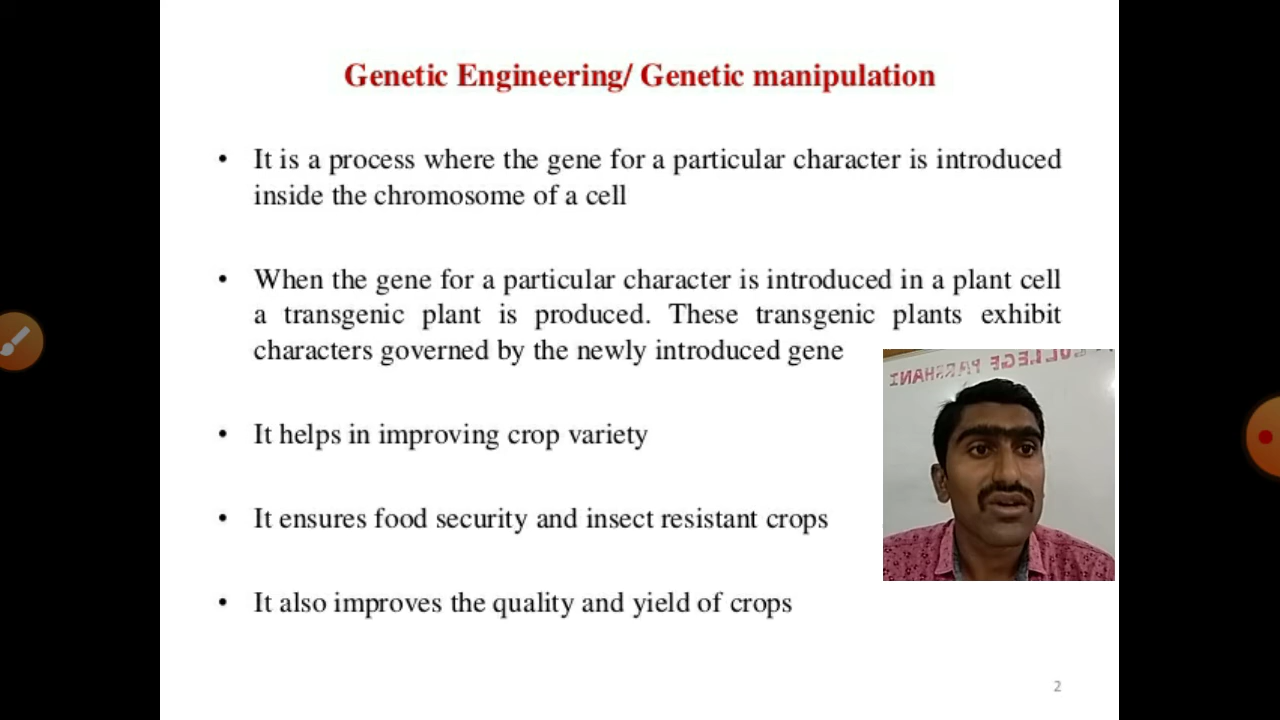 Genetic Engineering/ Genetic manipulation
• It is a process where the gene for a particular character is introduced
inside the chromosome of a cell
• When the gene for a particular character is introduced in a plant cell
a transgenic plant is produced. These transgenic plants exhibit
characters governed by the newly introduced gene
COLLEGE PARBHANI
• It helps in improving crop variety
• It ensures food security and insect resistant crops
• It also improves the quality and yield of crops
2